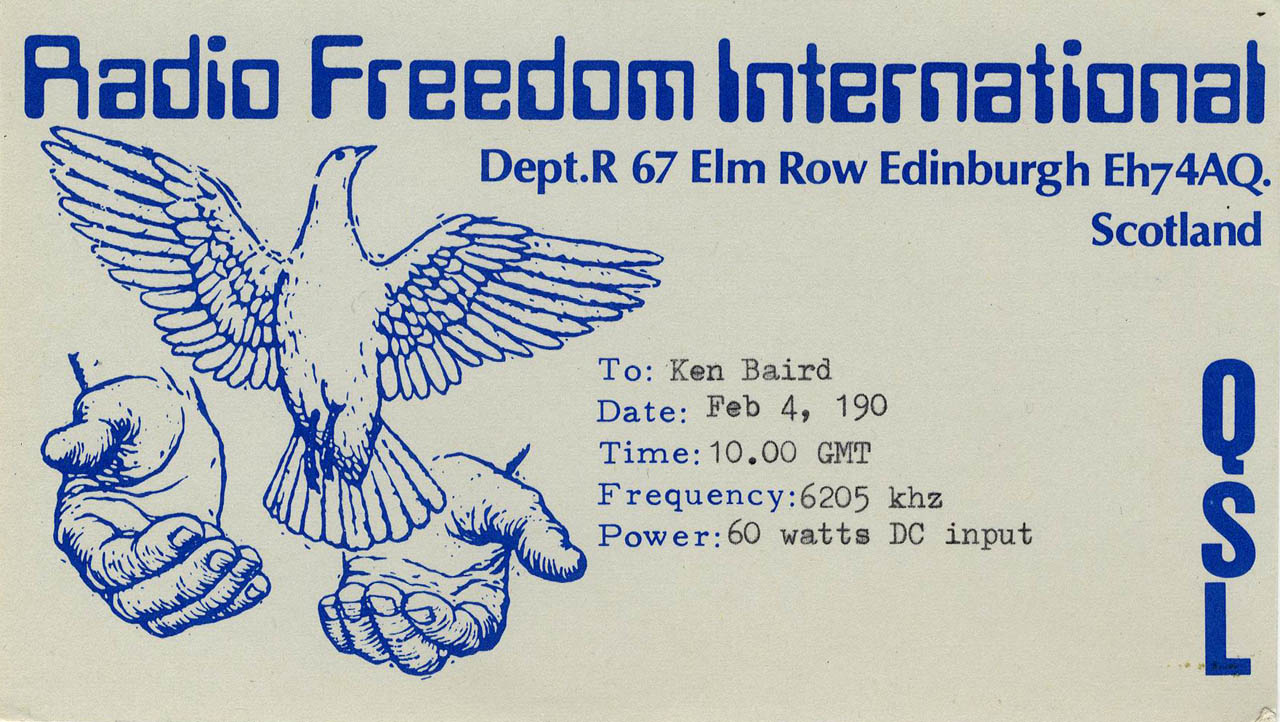 Radio Freedom International
Dept.R 67 Elm Row Edinburgh Eh74AQ.
Scotland
To: Ken Baird
Date: Feb 4, 190
Time: 10.00 GMT
Frequency: 6205 khz
Power: 60 watts DC input
QSL